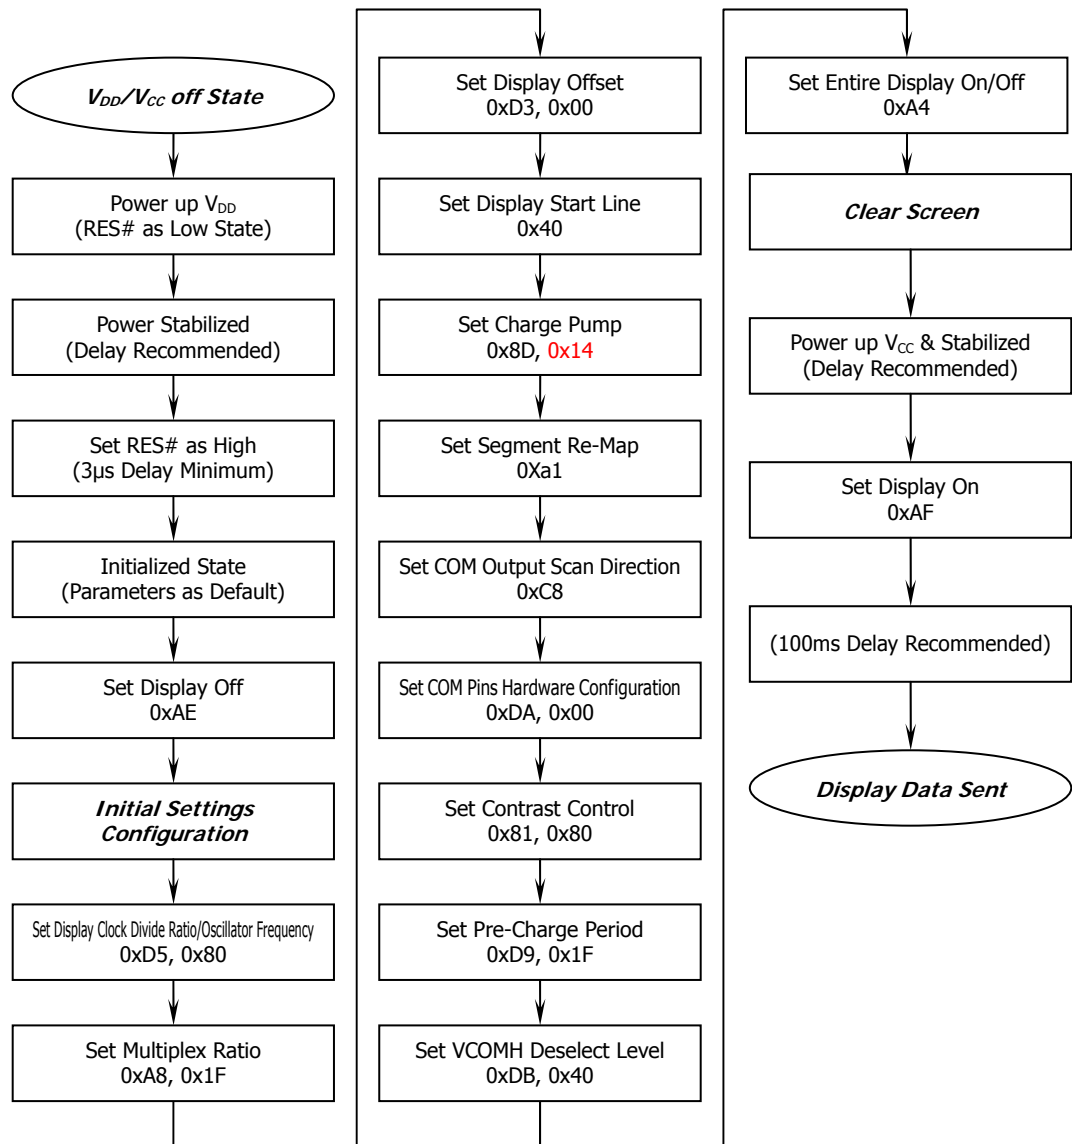 V_DD/V_CC off State
Power up V_DD
(RES# as Low State)
Power Stabilized
(Delay Recommended)
Set RES# as High
(3μs Delay Minimum)
Initialized State
(Parameters as Default)
Set Display Off
0xAE
Initial Settings
Configuration
Set Display Clock Divide Ratio/Oscillator Frequency
0xD5, 0x80
Set Multiplex Ratio
0xA8, 0x1F
Set Display Offset
0xD3, 0x00
Set Display Start Line
0x40
Set Charge Pump
0x8D, 0x14
Set Segment Re-Map
0Xa1
Set COM Output Scan Direction
0xC8
Set COM Pins Hardware Configuration
0xDA, 0x00
Set Contrast Control
0x81, 0x80
Set Pre-Charge Period
0xD9, 0x1F
Set VCOMH Deselect Level
0xDB, 0x40
Set Entire Display On/Off
0xA4
Clear Screen
Power up V_CC & Stabilized
(Delay Recommended)
Set Display On
0xAF
(100ms Delay Recommended)
Display Data Sent